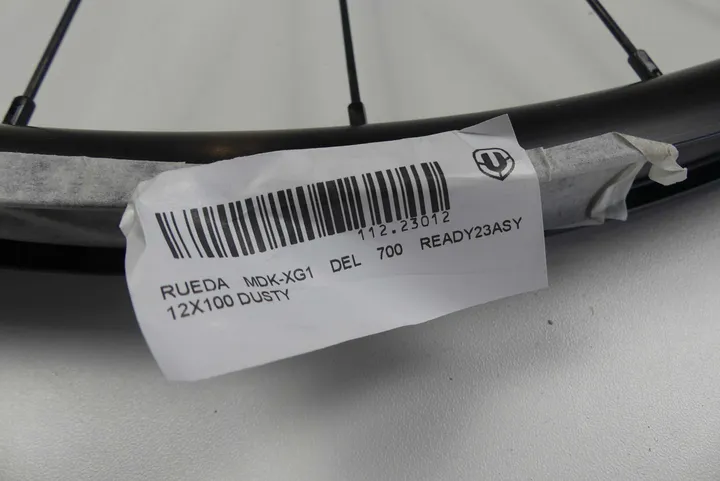 112.23012
RUEDA MDK-XG1 DEL 700 READY23ASY
12X100 DUSTY